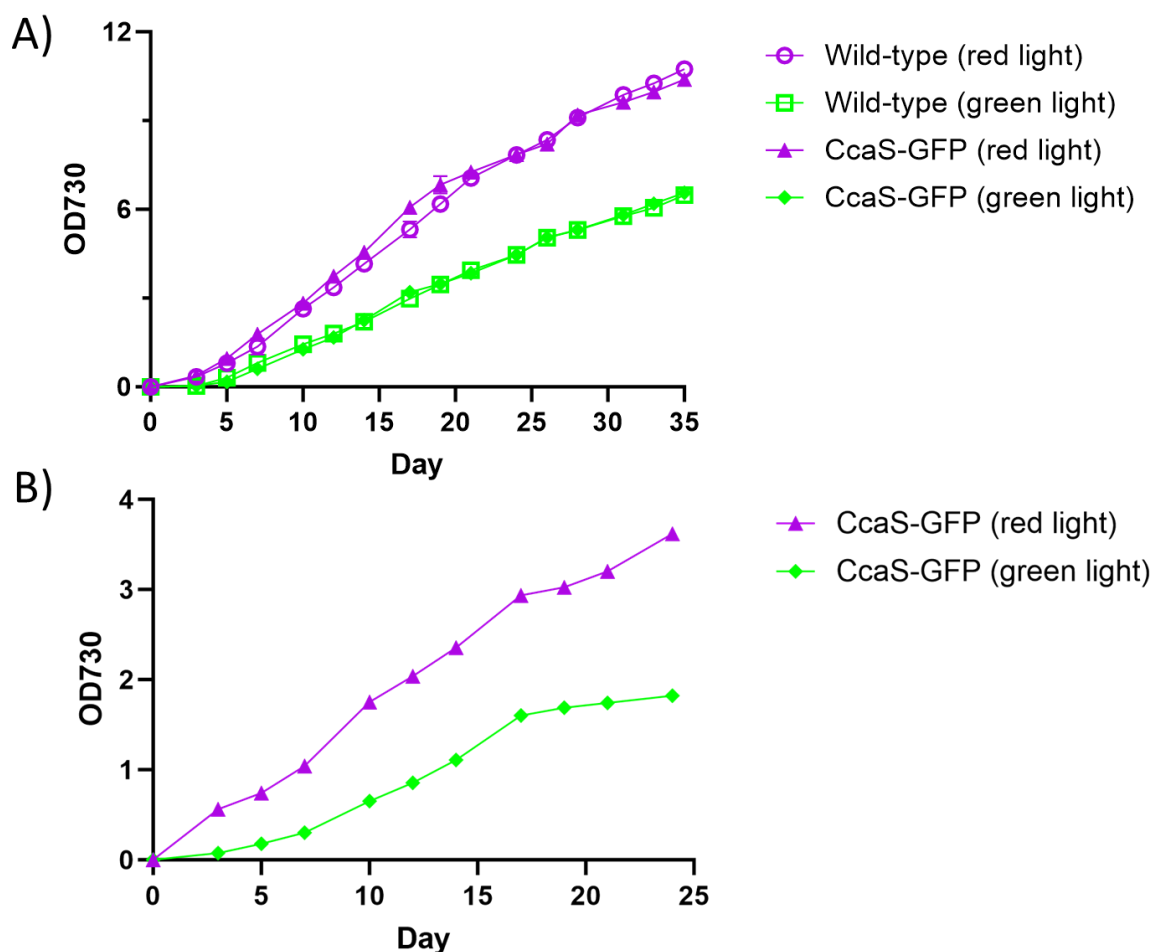 A)
12
6
0
OD730
0 5 10 15 20 25 30 35
Day
Wild-type (red light)
Wild-type (green light)
CcaS-GFP (red light)
CcaS-GFP (green light)
B)
4
3
2
1
0
OD730
0 5 10 15 20 25
Day
CcaS-GFP (red light)
CcaS-GFP (green light)